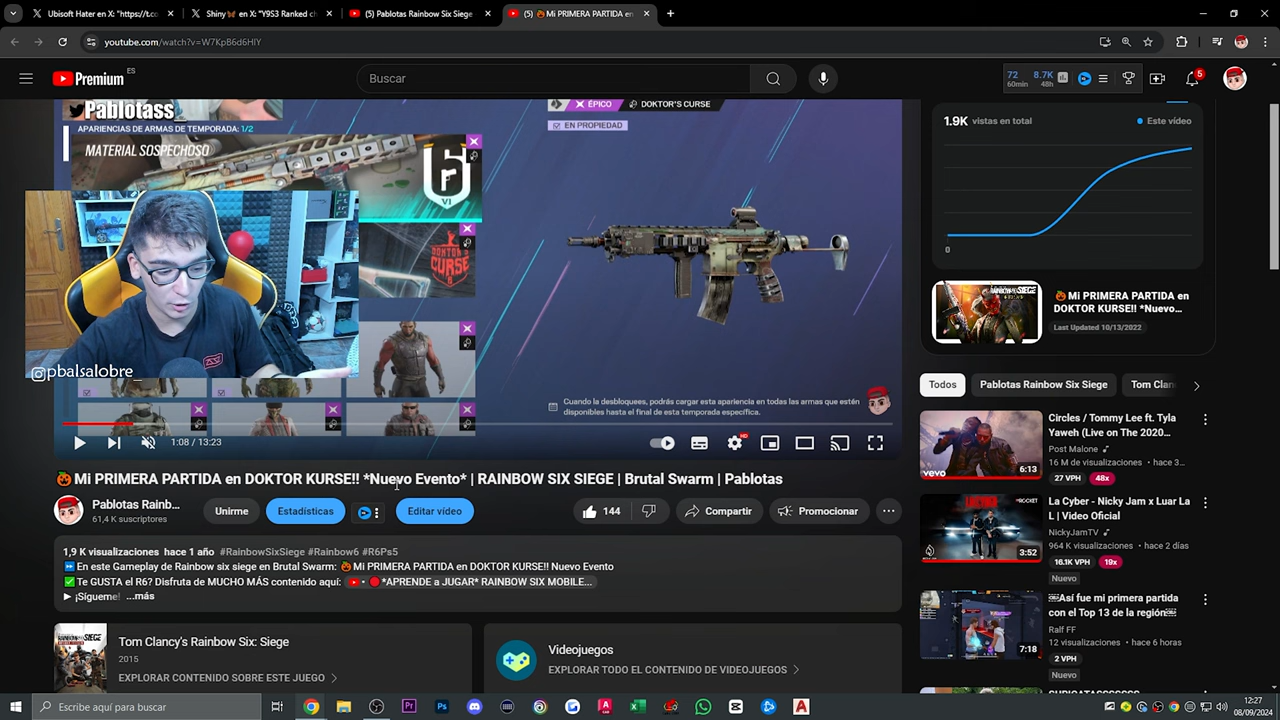 Ubisoft Hater en X: "https://t.co
Shiny🦋 en X: "Y9S3 Ranked ch
(5) Pablotas Rainbow Six Siege
(5) 🎃Mi PRIMERA PARTIDA en
youtube.com/watch?v=W7KpB6d6HIY
Premium ES
Buscar
72 60min 8.7K 48h
5
Pablotass_
APARIENCIAS DE ARMAS DE TEMPORADA: 1/2
MATERIAL SOSPECHOSO
VI
DOKTOR'S CURSE
ÉPICO DOKTOR'S CURSE
EN PROPIEDAD
@pbalsalobre_
Cuando la desbloquees, podrás cargar esta apariencia en todas las armas que estén
disponibles hasta el final de esta temporada específica.
1:08 / 13:23
HD
🎃Mi PRIMERA PARTIDA en DOKTOR KURSE!! Evento* | RAINBOW SIX SIEGE | Brutal Swarm | Pablotas
Pablotas Rainb...
61,4 K suscriptores
Unirme
Estadísticas
Editar vídeo
144
Compartir
Promocionar
1,9 K visualizaciones hace 1 año #RainbowSixSiege #Rainbow6 #R6Ps5
⏩En este Gameplay de Rainbow six siege en Brutal Swarm: 🎃Mi PRIMERA PARTIDA en DOKTOR KURSE!! Nuevo Evento
✅Te GUSTA el R6? Disfruta de MUCHO MÁS contenido aquí: • 🔴*APRENDE a JUGAR* RAINBOW SIX MOBILE...
► ¡Sígueme! ...más
Tom Clancy's Rainbow Six: Siege
2015
EXPLORAR CONTENIDO SOBRE ESTE JUEGO
Videojuegos
EXPLORAR TODO EL CONTENIDO DE VIDEOJUEGOS
1.9K vistas en total
Este vídeo
0
🎃Mi PRIMERA PARTIDA en
DOKTOR KURSE!! *Nuevo...
Last Updated 10/13/2022
Todos
Pablotas Rainbow Six Siege
Tom Clan
Circles / Tommy Lee ft. Tyla
Yaweh (Live on The 2020...
Post Malone
16 M de visualizaciones • hace 3...
27 VPH 48x
vevo
6:13
La Cyber - Nicky Jam x Luar La
L | Video Oficial
NickyJamTV
964 K visualizaciones • hace 2 días
16.1K VPH 19x
Nuevo
3:52
Así fue mi primera partida
con el Top 13 de la región
Ralf FF
12 visualizaciones • hace 6 horas
2 VPH
Nuevo
7:18
Escribe aquí para buscar
12:27
08/09/2024